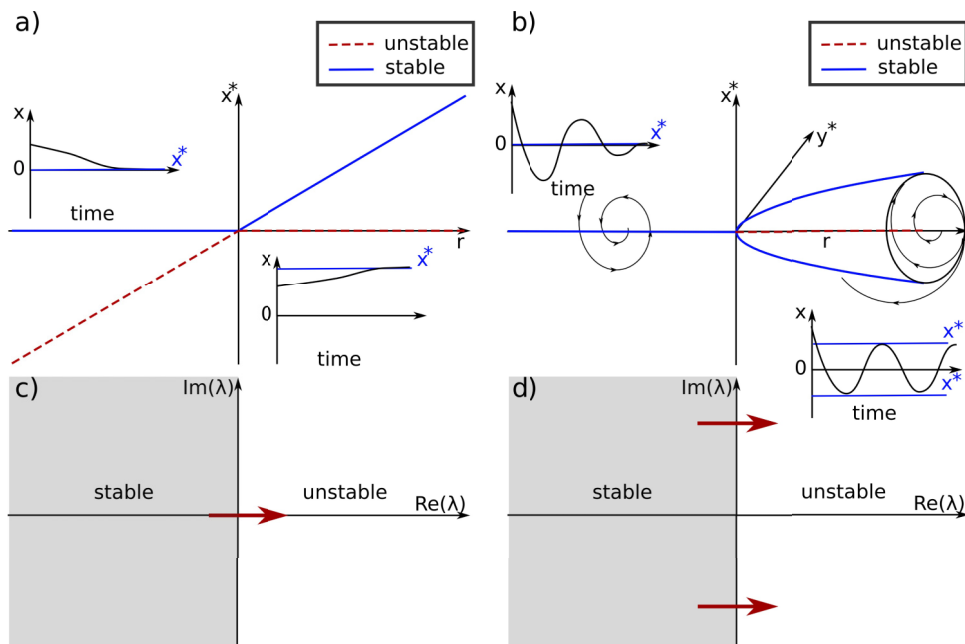 a)
unstable
stable
x*
x
0
x*
time
r
x
x*
0
time
b)
unstable
stable
x*
x
0
x*
time
y*
r
x
x*
0
x*
time
c)
Im(λ)
stable
unstable
Re(λ)
d)
Im(λ)
stable
unstable
Re(λ)